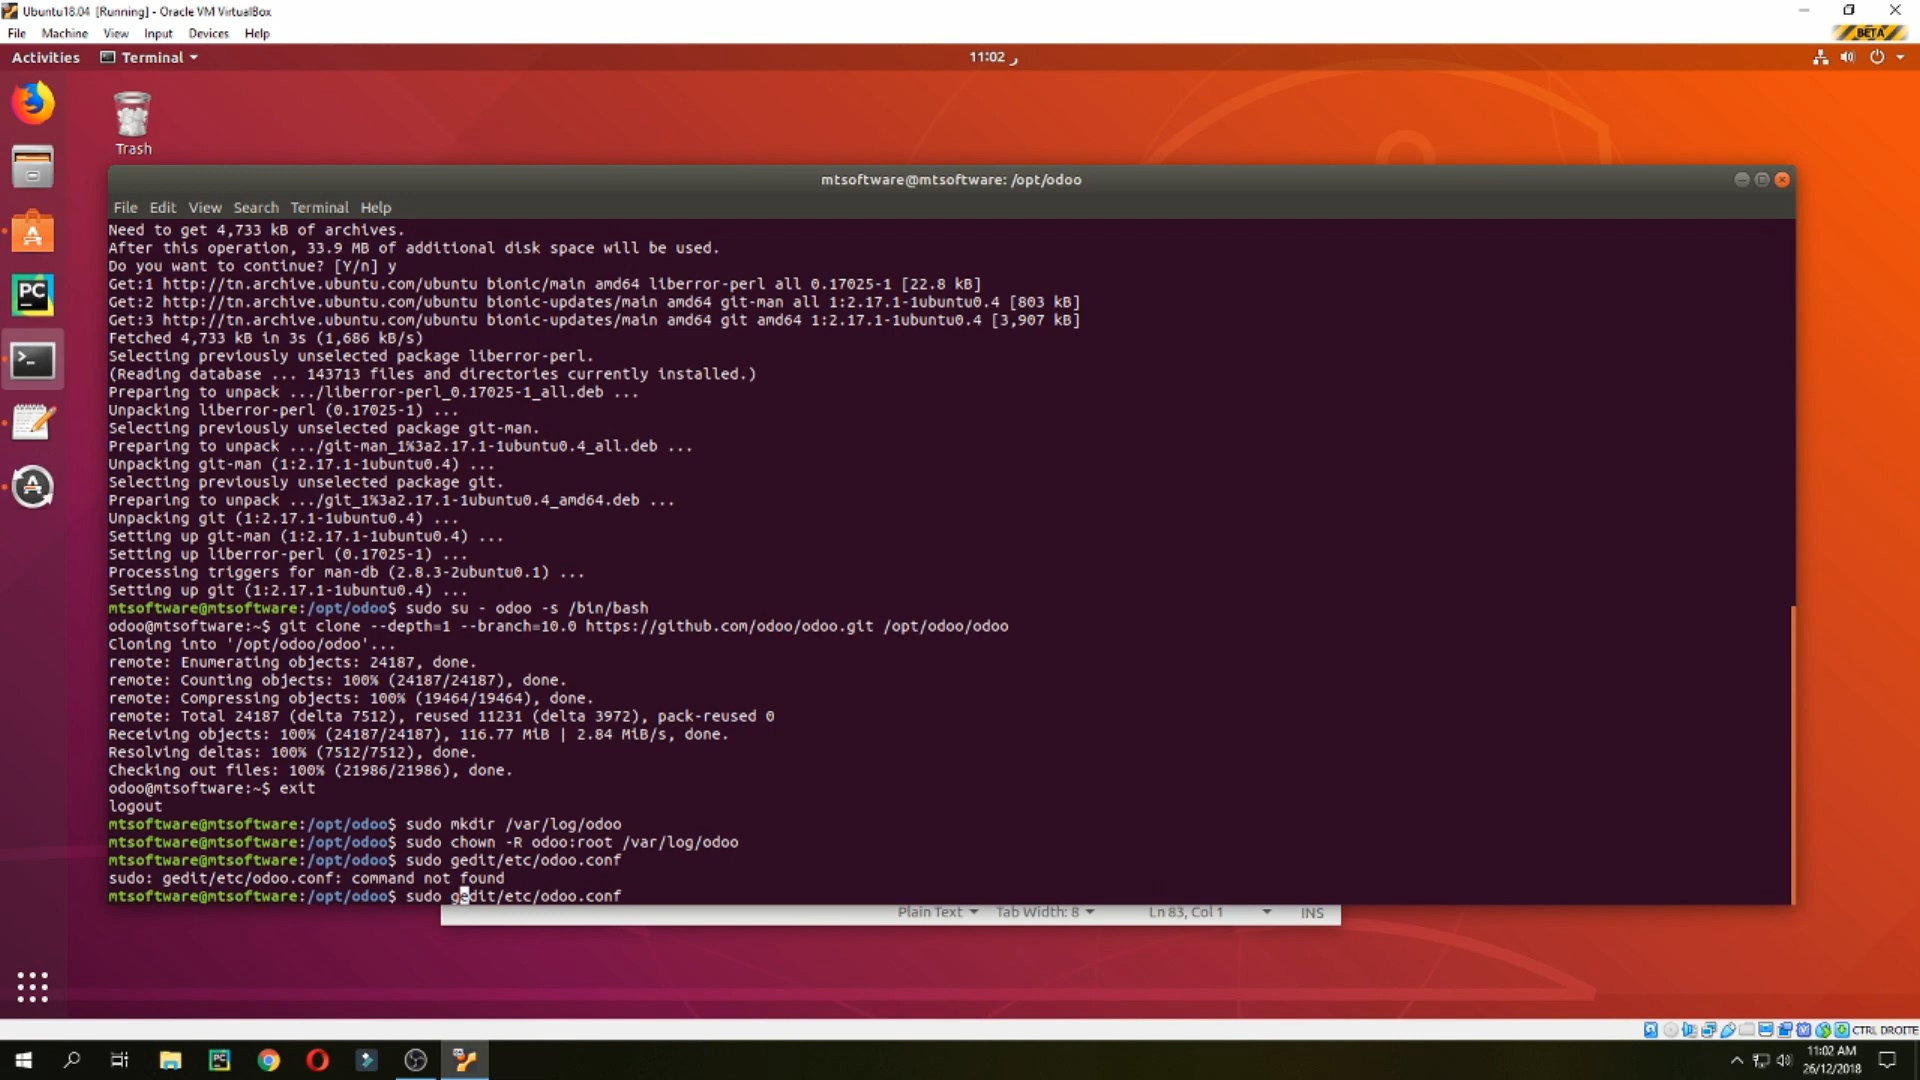 Ubuntu18.04 [Running] - Oracle VM VirtualBox
File Machine View Input Devices Help
BETA
Activities Terminal
11:02 ر
Trash
mtsoftware@mtsoftware: /opt/odoo
File Edit View Search Terminal Help
Need to get 4,733 kB of archives.
After this operation, 33.9 MB of additional disk space will be used.
Do you want to continue? [Y/n] y
Get:1 http://tn.archive.ubuntu.com/ubuntu bionic/main amd64 liberror-perl all 0.17025-1 [22.8 kB]
Get:2 http://tn.archive.ubuntu.com/ubuntu bionic-updates/main amd64 git-man all 1:2.17.1-1ubuntu0.4 [803 kB]
Get:3 http://tn.archive.ubuntu.com/ubuntu bionic-updates/main amd64 git amd64 1:2.17.1-1ubuntu0.4 [3,907 kB]
Fetched 4,733 kB in 3s (1,686 kB/s)
Selecting previously unselected package liberror-perl.
(Reading database ... 143713 files and directories currently installed.)
Preparing to unpack .../liberror-perl_0.17025-1_all.deb ...
Unpacking liberror-perl (0.17025-1) ...
Selecting previously unselected package git-man.
Preparing to unpack .../git-man_1%3a2.17.1-1ubuntu0.4_all.deb ...
Unpacking git-man (1:2.17.1-1ubuntu0.4) ...
Selecting previously unselected package git.
Preparing to unpack .../git_1%3a2.17.1-1ubuntu0.4_amd64.deb ...
Unpacking git (1:2.17.1-1ubuntu0.4) ...
Setting up git-man (1:2.17.1-1ubuntu0.4) ...
Setting up liberror-perl (0.17025-1) ...
Processing triggers for man-db (2.8.3-2ubuntu0.1) ...
Setting up git (1:2.17.1-1ubuntu0.4) ...
mtsoftware@mtsoftware:/opt/odoo$ sudo su - odoo -s /bin/bash
odoo@mtsoftware:~$ git clone --depth=1 --branch=10.0 https://github.com/odoo/odoo.git /opt/odoo/odoo
Cloning into '/opt/odoo/odoo'...
remote: Enumerating objects: 24187, done.
remote: Counting objects: 100% (24187/24187), done.
remote: Compressing objects: 100% (19464/19464), done.
remote: Total 24187 (delta 7512), reused 11231 (delta 3972), pack-reused 0
Receiving objects: 100% (24187/24187), 116.77 MiB | 2.84 MiB/s, done.
Resolving deltas: 100% (7512/7512), done.
Checking out files: 100% (21986/21986), done.
odoo@mtsoftware:~$ exit
logout
mtsoftware@mtsoftware:/opt/odoo$ sudo mkdir /var/log/odoo
mtsoftware@mtsoftware:/opt/odoo$ sudo chown -R odoo:root /var/log/odoo
mtsoftware@mtsoftware:/opt/odoo$ sudo gedit/etc/odoo.conf
sudo: gedit/etc/odoo.conf: command not found
mtsoftware@mtsoftware:/opt/odoo$ sudo gedit/etc/odoo.conf
Plain Text Tab Width: 8 Ln 83, Col 1 INS
CTRL DROITE
11:02 AM
26/12/2018